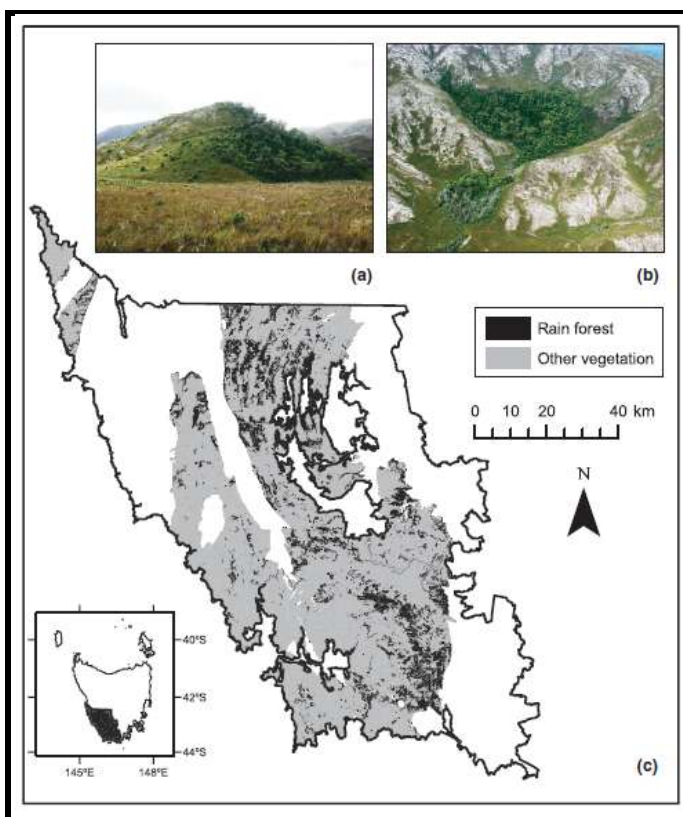 (a)
(b)
Rain forest
Other vegetation
0 10 20 40 km
N
40°S
42°S
44°S
145°E 148°E
(c)